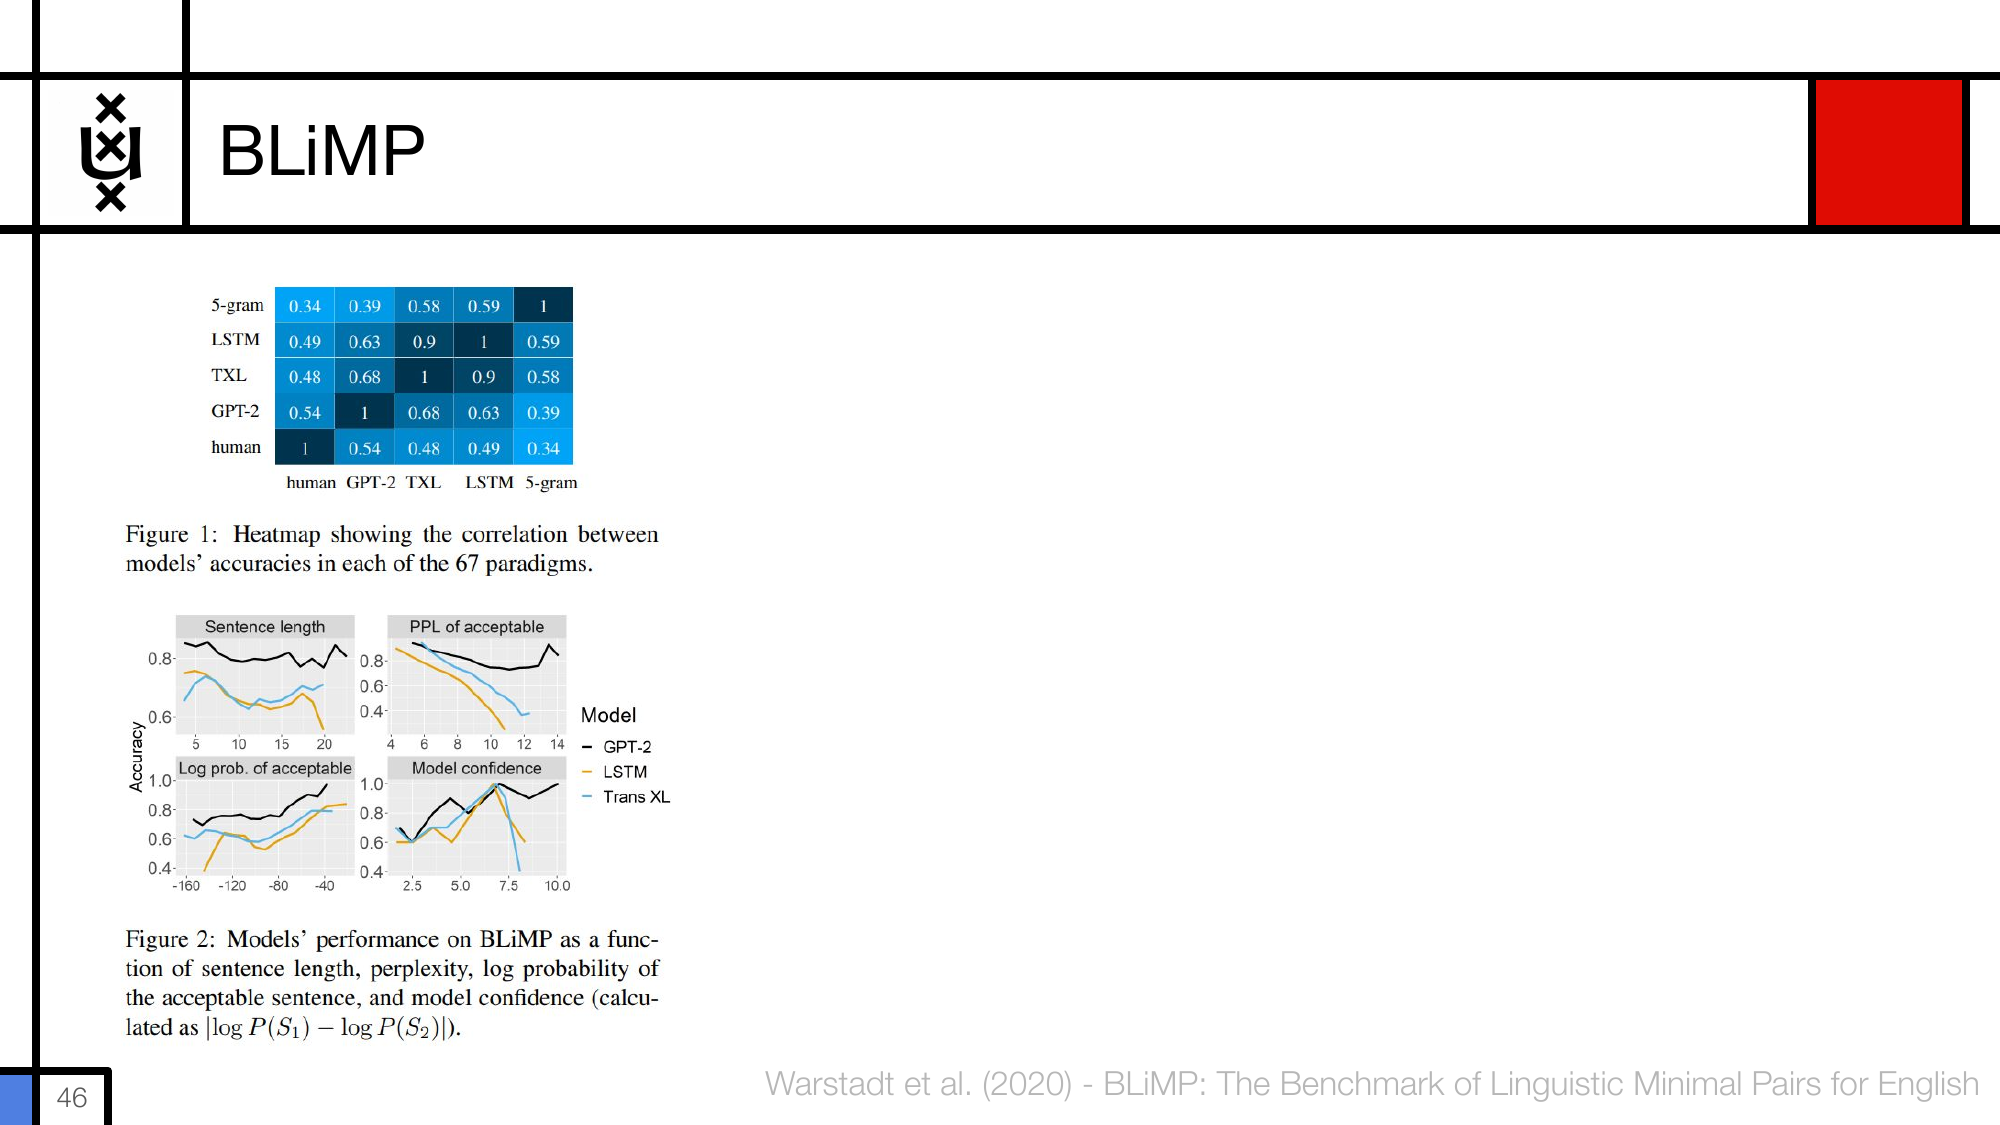 BLiMP
5-gram 0.34 0.39 0.58 0.59 1
LSTM 0.49 0.63 0.9 1 0.59
TXL 0.48 0.68 1 0.9 0.58
GPT-2 0.54 1 0.68 0.63 0.39
human 1 0.54 0.48 0.49 0.34
human GPT-2 TXL LSTM 5-gram
Figure 1: Heatmap showing the correlation between
models’ accuracies in each of the 67 paradigms.
Accuracy
Sentence length
0.8
0.6
5 10 15 20
PPL of acceptable
0.8
0.6
0.4
4 6 8 10 12 14
Log prob. of acceptable
1.0
0.8
0.6
0.4
-160 -120 -80 -40
Model confidence
1.0
0.8
0.6
0.4
2.5 5.0 7.5 10.0
Model
GPT-2
LSTM
Trans XL
Figure 2: Models’ performance on BLiMP as a func-
tion of sentence length, perplexity, log probability of
the acceptable sentence, and model confidence (calcu-
lated as |log P(S₁) − log P(S₂)|).
Warstadt et al. (2020) - BLiMP: The Benchmark of Linguistic Minimal Pairs for English
46